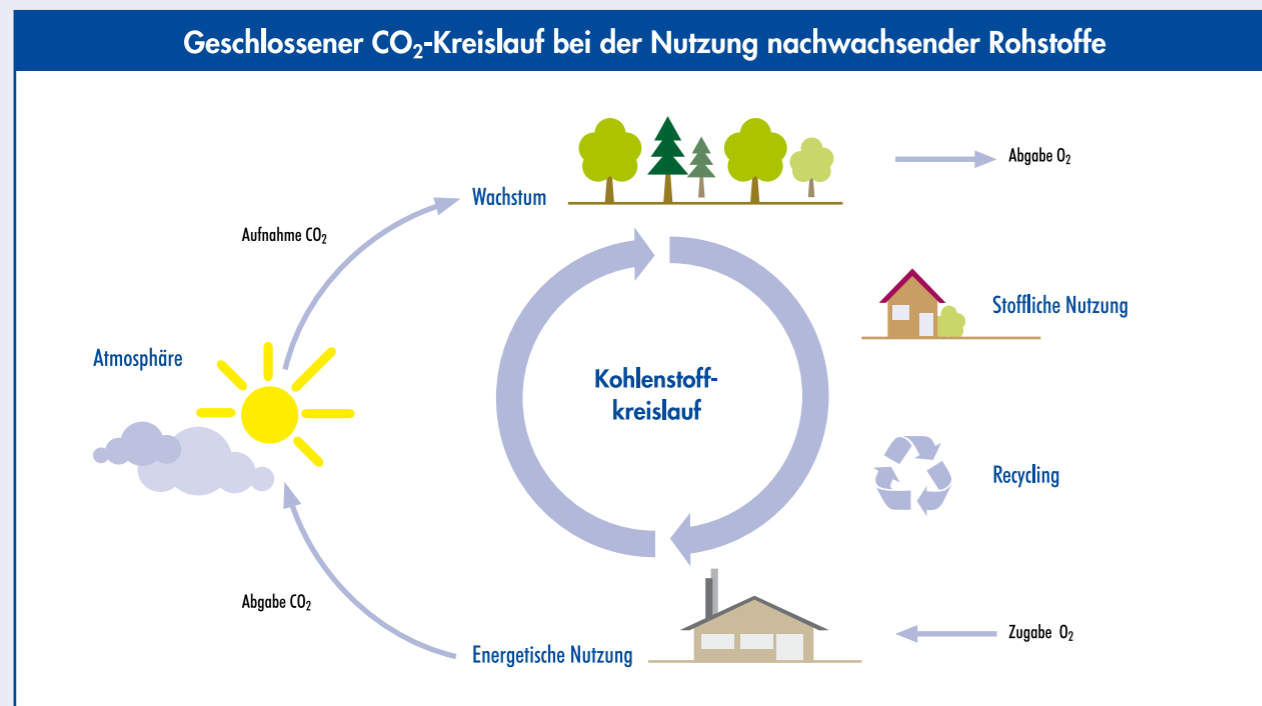 Geschlossener CO₂-Kreislauf bei der Nutzung nachwachsender Rohstoffe
Abgabe O₂
Wachstum
Aufnahme CO₂
Stoffliche Nutzung
Atmosphäre
Kohlenstoff-
kreislauf
Recycling
Abgabe CO₂
Zugabe O₂
Energetische Nutzung